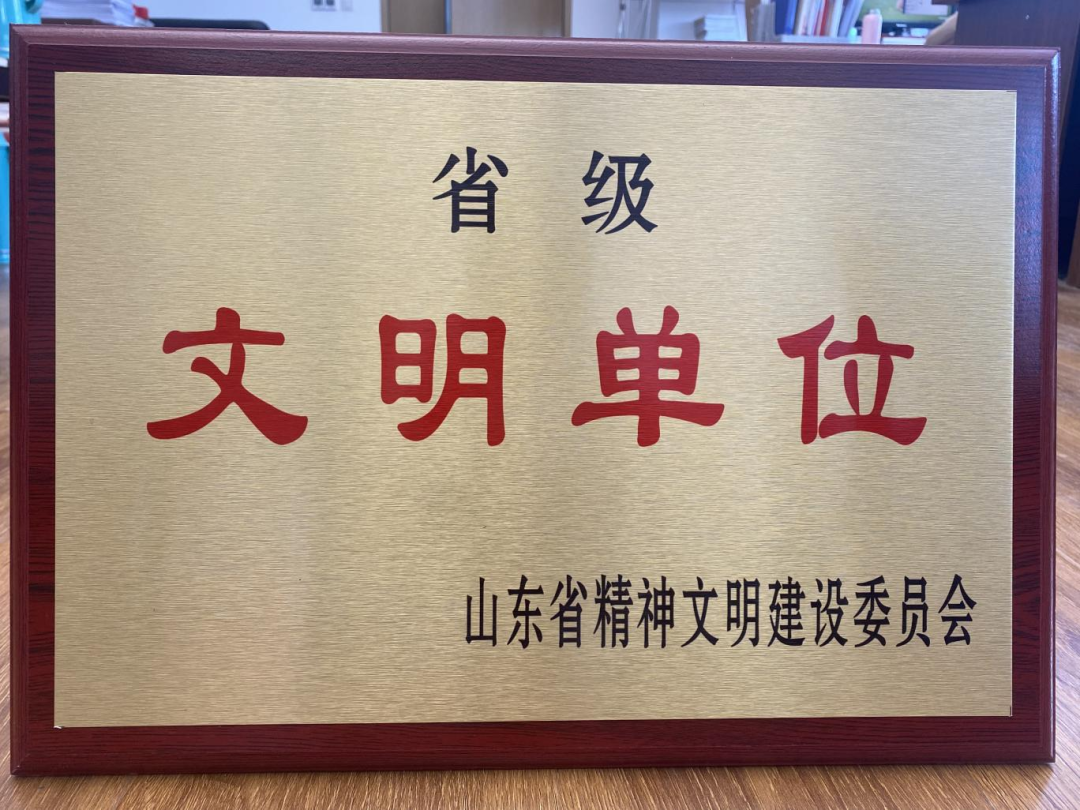 省级
文明单位
山东省精神文明建设委员会